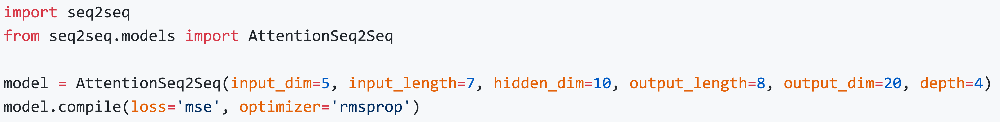 import seq2seq
from seq2seq.models import AttentionSeq2Seq
model = AttentionSeq2Seq(input_dim=5, input_length=7, hidden_dim=10, output_length=8, output_dim=20, depth=4)
model.compile(loss='mse', optimizer='rmsprop')